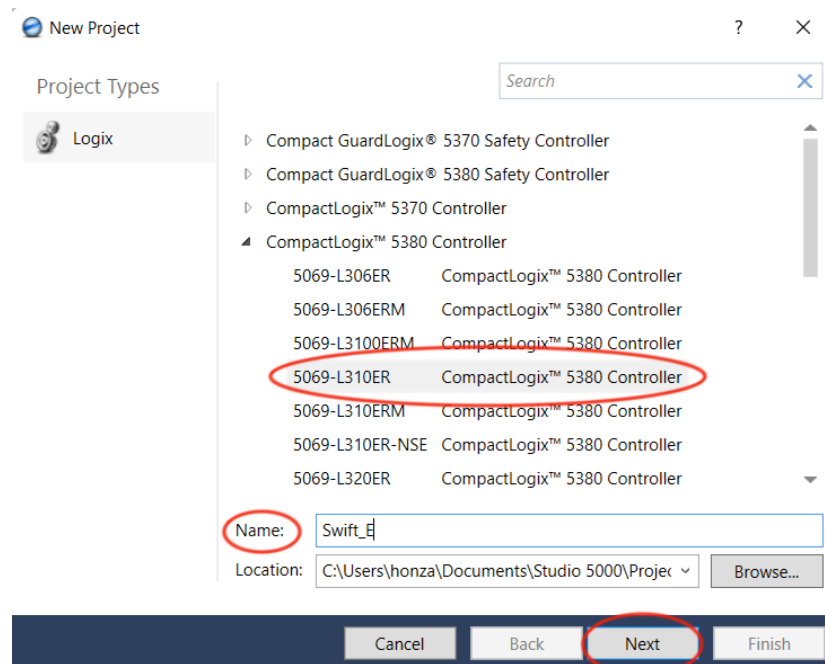 New Project
?
Project Types
Search
Logix
Compact GuardLogix® 5370 Safety Controller
Compact GuardLogix® 5380 Safety Controller
CompactLogix™ 5370 Controller
CompactLogix™ 5380 Controller
5069-L306ER CompactLogix™ 5380 Controller
5069-L306ERM CompactLogix™ 5380 Controller
5069-L3100ERM CompactLogix™ 5380 Controller
5069-L310ER CompactLogix™ 5380 Controller
5069-L310ERM CompactLogix™ 5380 Controller
5069-L310ER-NSE CompactLogix™ 5380 Controller
5069-L320ER CompactLogix™ 5380 Controller
Name: Swift_E
Location: C:\Users\honza\Documents\Studio 5000\Projec Browse...
Cancel Back Next Finish